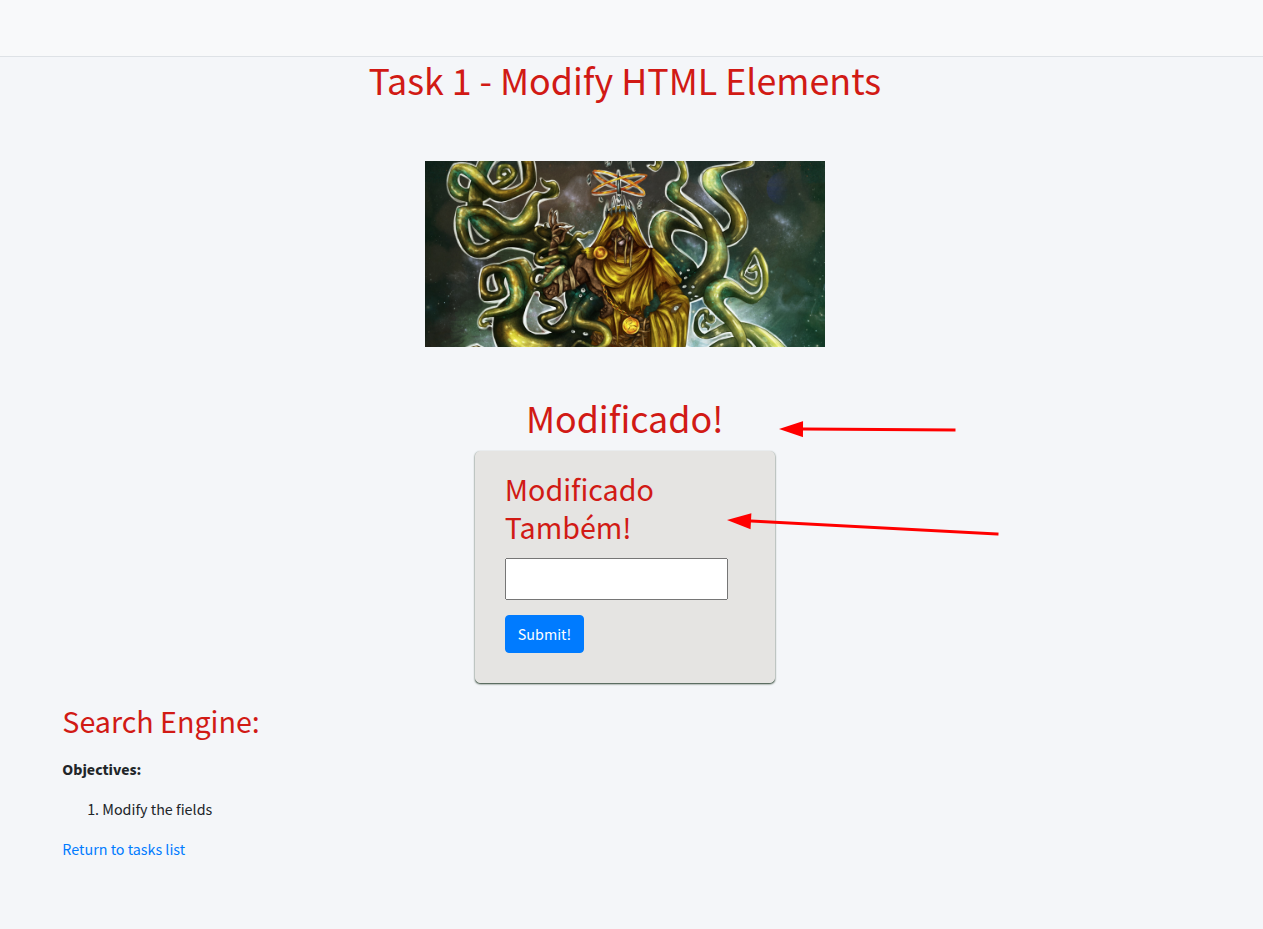 Task 1 - Modify HTML Elements
Modificado!
Modificado
Também!
Submit!
Search Engine:
Objectives:
1. Modify the fields
Return to tasks list